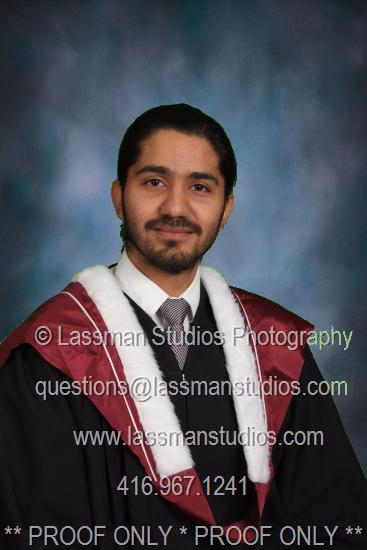 © Lassman Studios Photography
questions@lassmanstudios.com
www.lassmanstudios.com
416.967.1241
** PROOF ONLY * PROOF ONLY **